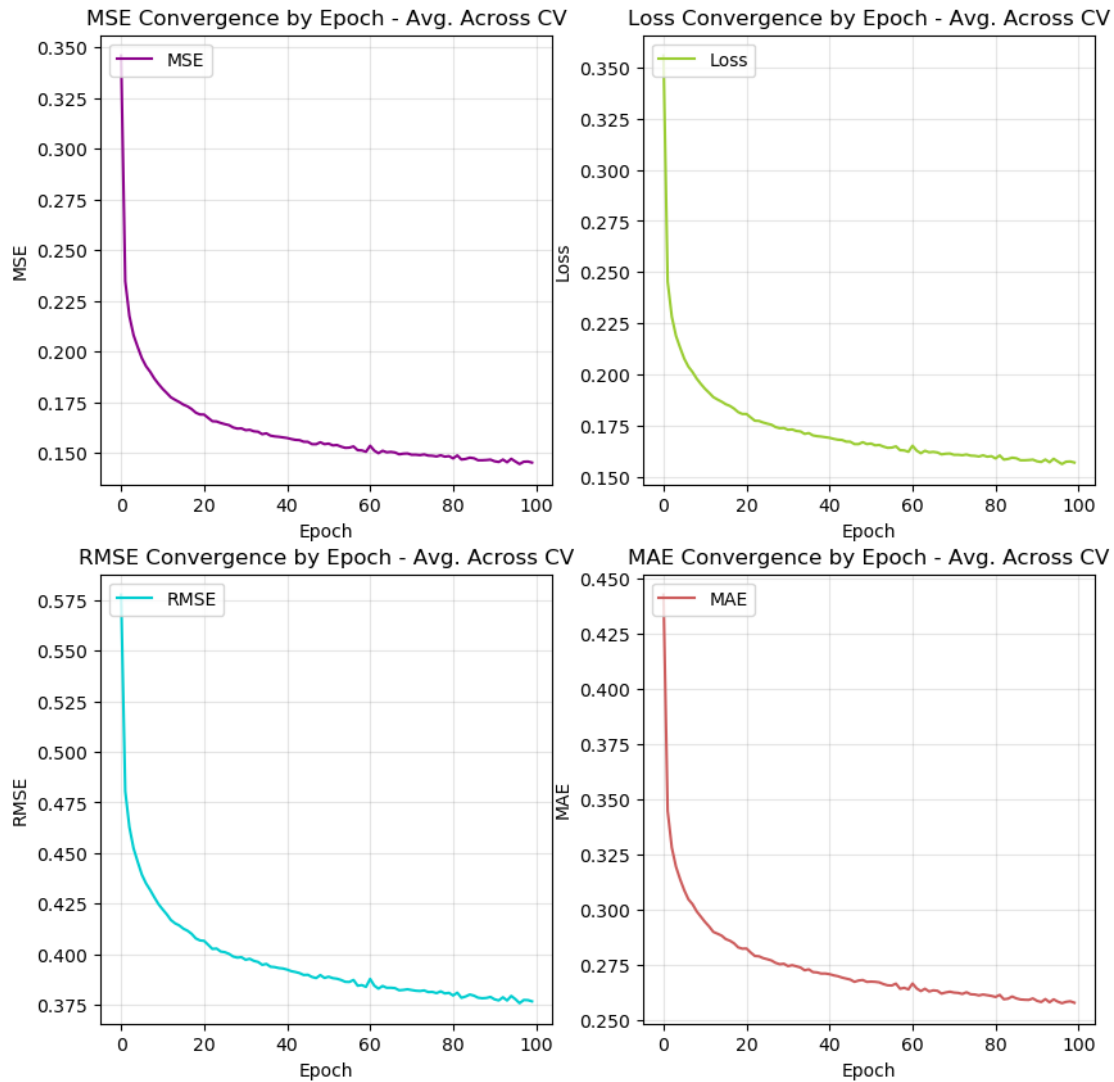 MSE Convergence by Epoch - Avg. Across CV
MSE
0.350
0.325
0.300
0.275
0.250
0.225
0.200
0.175
0.150
MSE
0 20 40 60 80 100
Epoch
Loss Convergence by Epoch - Avg. Across CV
Loss
0.350
0.325
0.300
0.275
0.250
0.225
0.200
0.175
0.150
Loss
0 20 40 60 80 100
Epoch
RMSE Convergence by Epoch - Avg. Across CV
RMSE
0.575
0.550
0.525
0.500
0.475
0.450
0.425
0.400
0.375
RMSE
0 20 40 60 80 100
Epoch
MAE Convergence by Epoch - Avg. Across CV
MAE
0.450
0.425
0.400
0.375
0.350
0.325
0.300
0.275
0.250
MAE
0 20 40 60 80 100
Epoch